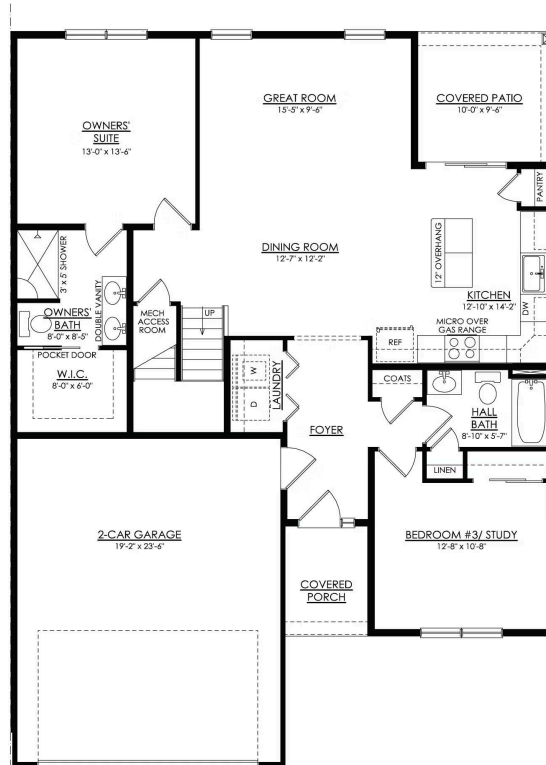 GREAT ROOM
15'-5" x 9'-6"
COVERED PATIO
10'-0" x 9'-6"
OWNERS'
SUITE
13'-0" x 13'-6"
PANTRY
3' x 5' SHOWER
DINING ROOM
12'-7" x 12'-2"
12" OVERHANG
KITCHEN
12'-10" x 14'-2"
DW
MICRO OVER
GAS RANGE
REF
DOUBLE VANITY
OWNERS'
BATH
8'-0" x 8'-5"
MECH
ACCESS
ROOM
UP
POCKET DOOR
W.I.C.
8'-0" x 6'-0"
W
D
LAUNDRY
COATS
HALL
BATH
8'-10" x 5'-7"
FOYER
LINEN
2-CAR GARAGE
19'-2" x 23'-6"
BEDROOM #3/ STUDY
12'-8" x 10'-8"
COVERED
PORCH